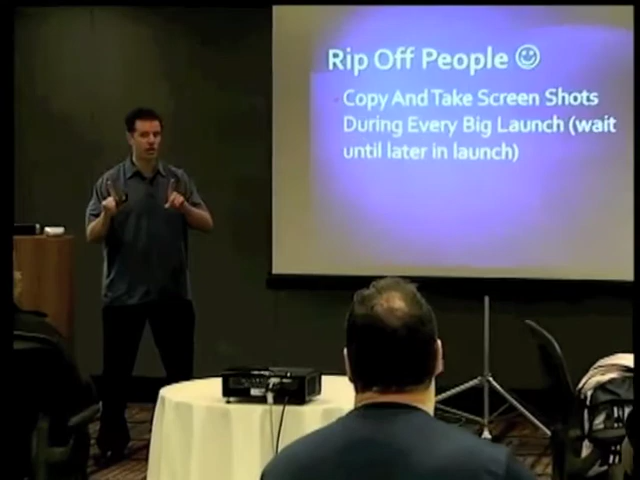 Rip Off People ☺
Copy And Take Screen Shots
During Every Big Launch (wait
until later in launch)